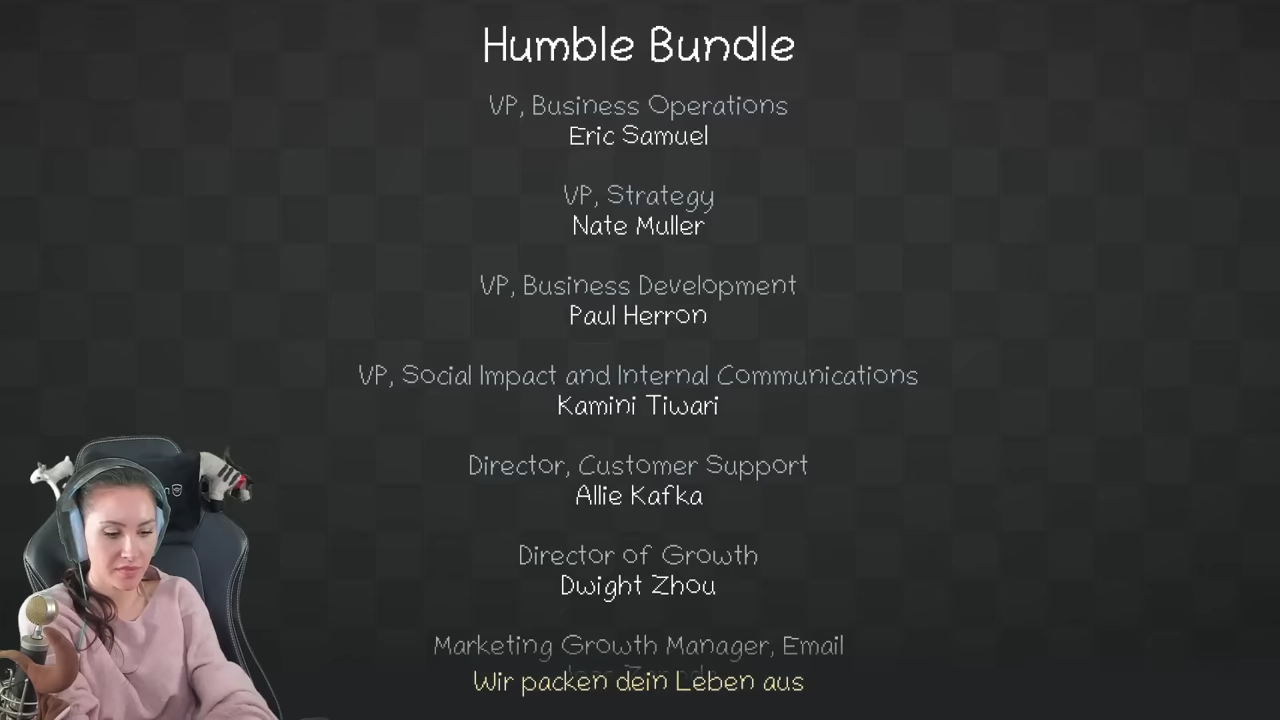 Humble Bundle
VP, Business Operations
Eric Samuel
VP, Strategy
Nate Muller
VP, Business Development
Paul Herron
VP, Social Impact and Internal Communications
Kamini Tiwari
Director, Customer Support
Allie Kafka
Director of Growth
Dwight Zhou
Marketing Growth Manager, Email
Wir packen dein Leben aus